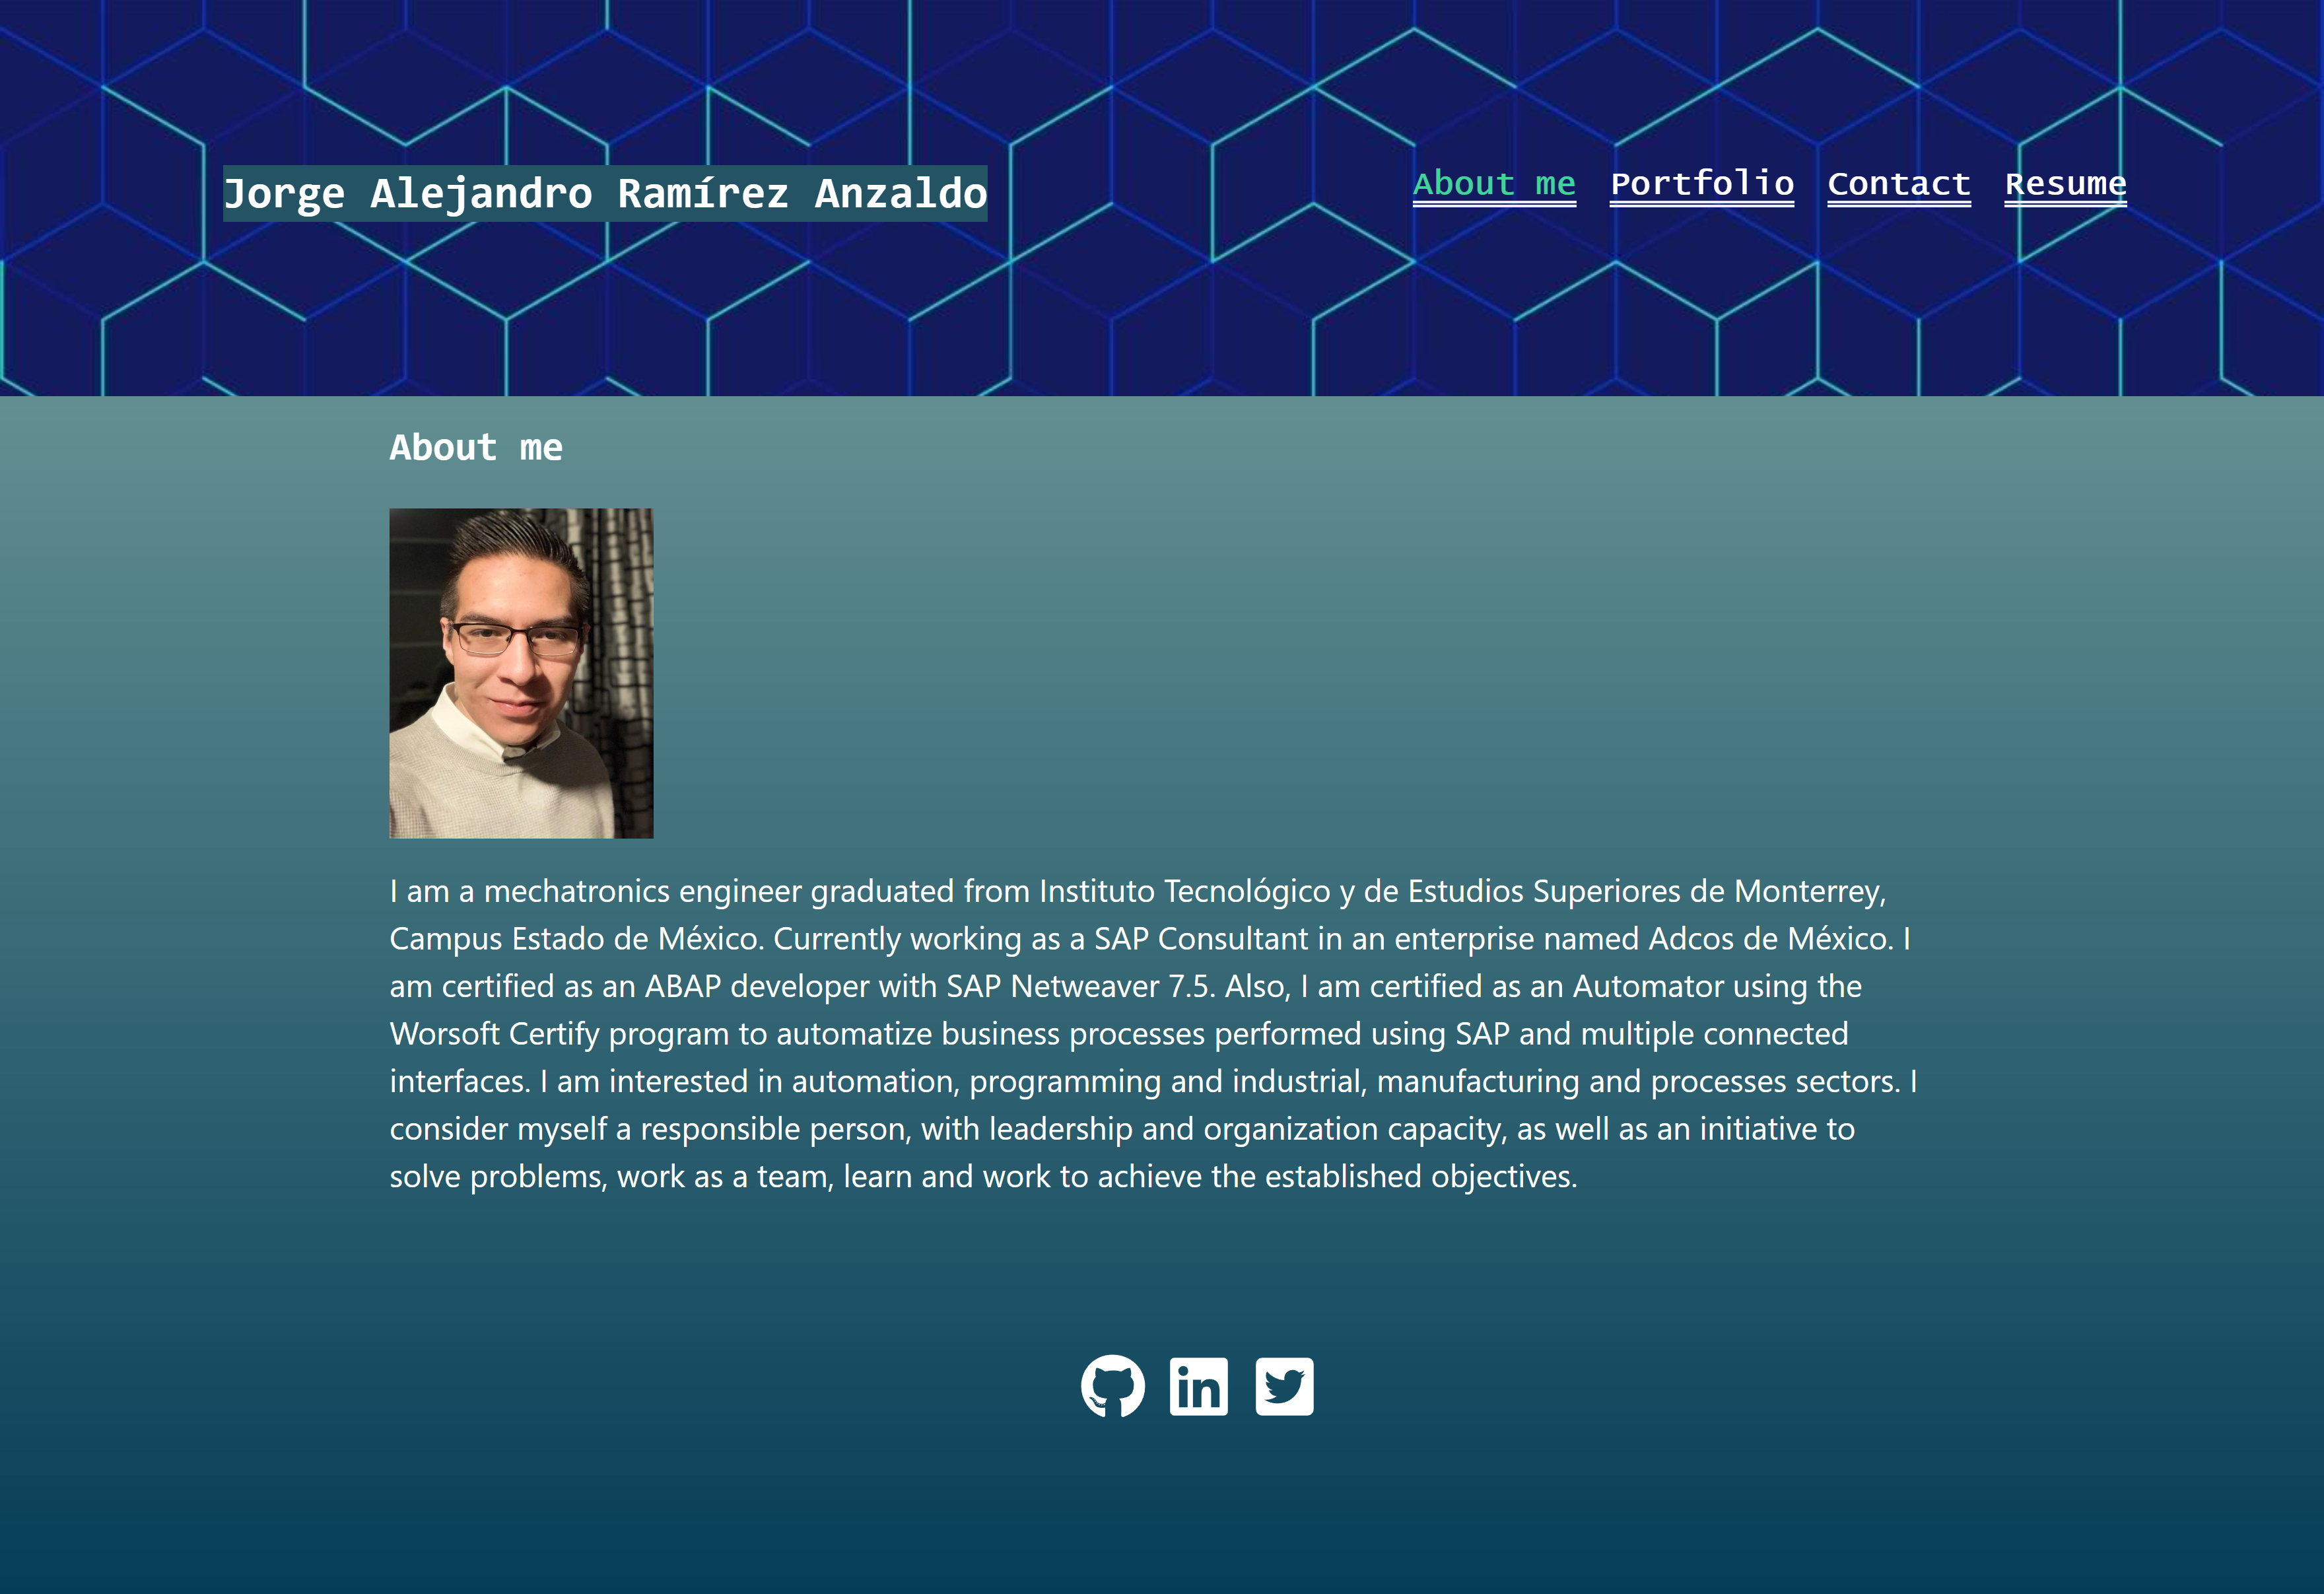 Jorge Alejandro Ramírez Anzaldo
About me Portfolio Contact Resume
About me
I am a mechatronics engineer graduated from Instituto Tecnológico y de Estudios Superiores de Monterrey,
Campus Estado de México. Currently working as a SAP Consultant in an enterprise named Adcos de México. I
am certified as an ABAP developer with SAP Netweaver 7.5. Also, I am certified as an Automator using the
Worsoft Certify program to automatize business processes performed using SAP and multiple connected
interfaces. I am interested in automation, programming and industrial, manufacturing and processes sectors. I
consider myself a responsible person, with leadership and organization capacity, as well as an initiative to
solve problems, work as a team, learn and work to achieve the established objectives.
in